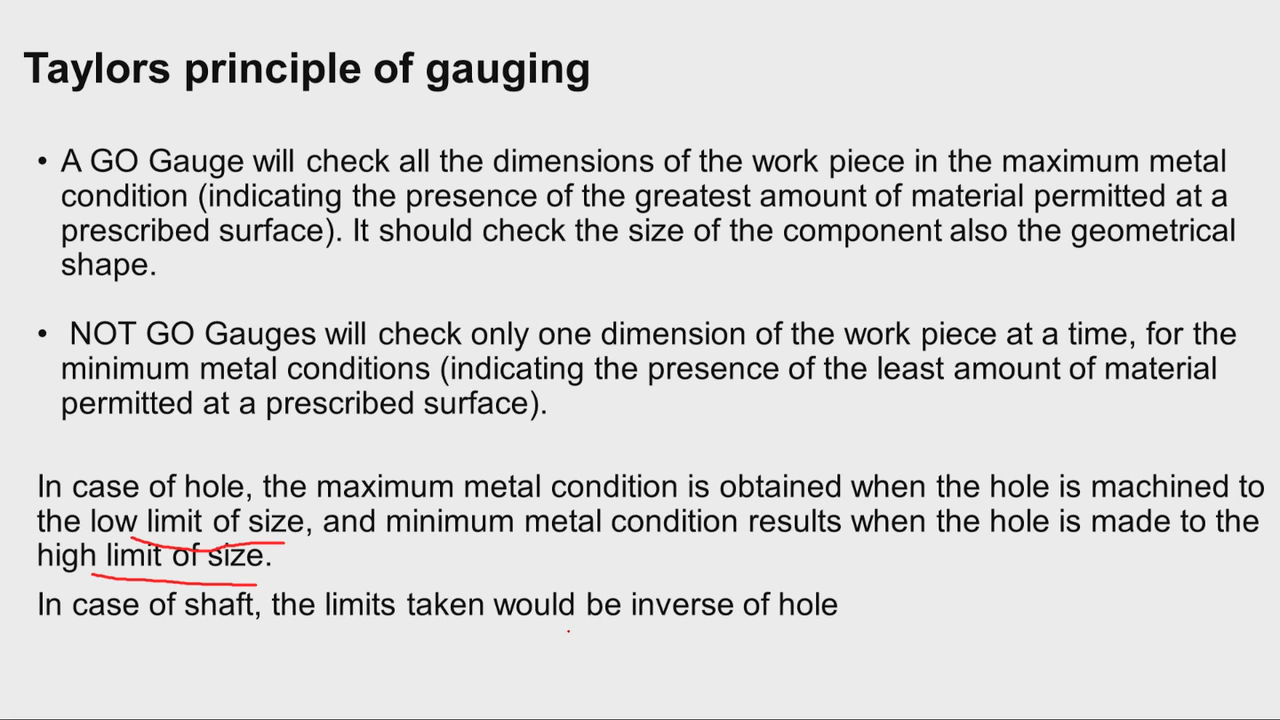 Taylors principle of gauging
• A GO Gauge will check all the dimensions of the work piece in the maximum metal
condition (indicating the presence of the greatest amount of material permitted at a
prescribed surface). It should check the size of the component also the geometrical
shape.
• NOT GO Gauges will check only one dimension of the work piece at a time, for the
minimum metal conditions (indicating the presence of the least amount of material
permitted at a prescribed surface).
In case of hole, the maximum metal condition is obtained when the hole is machined to
the low limit of size, and minimum metal condition results when the hole is made to the
high limit of size.
In case of shaft, the limits taken would be inverse of hole